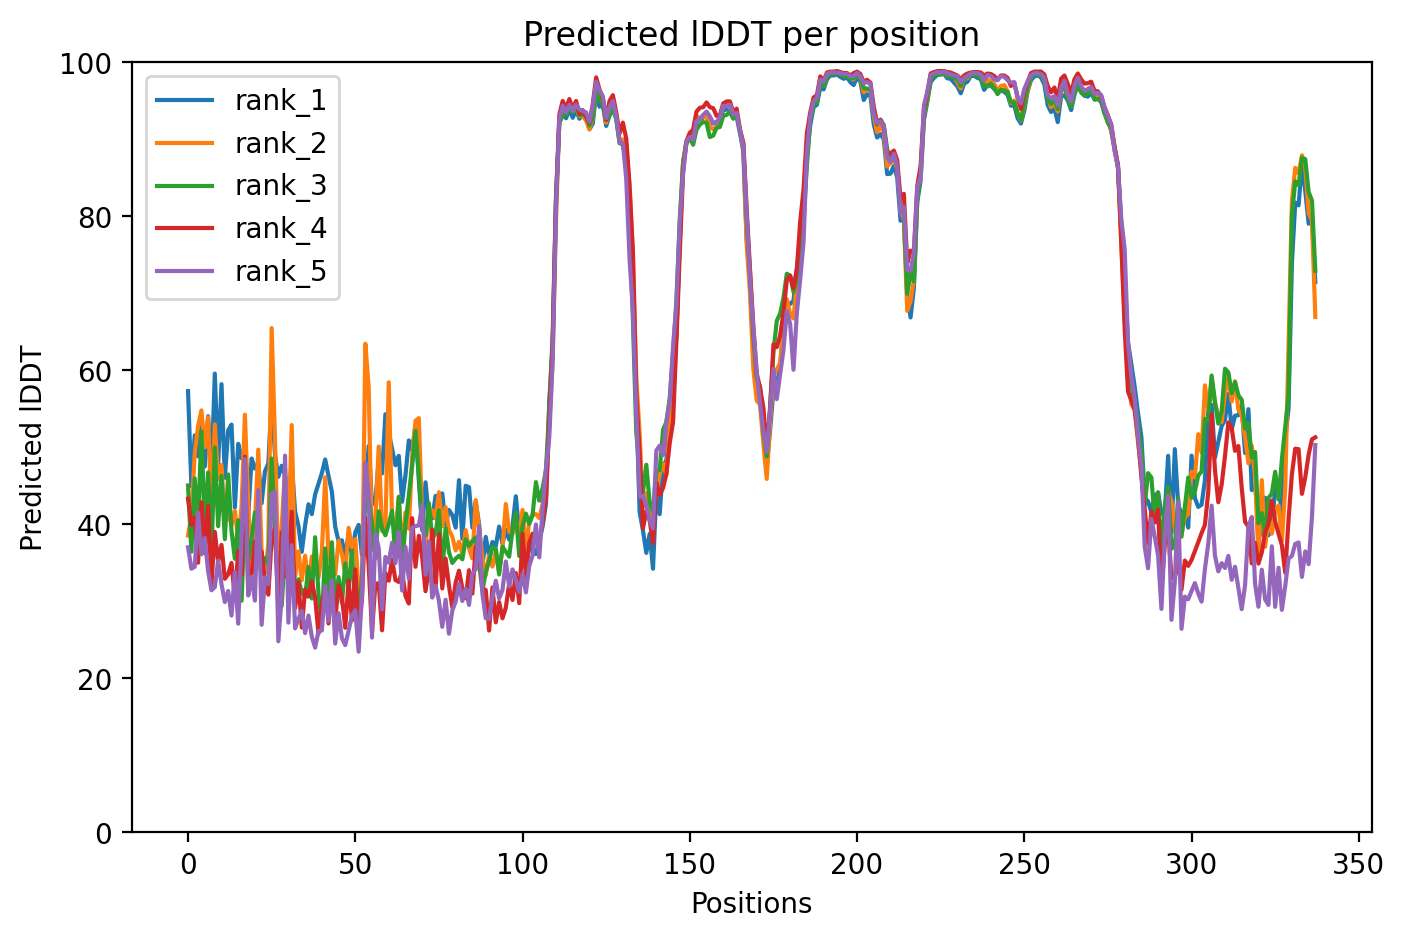 Predicted lDDT per position
100
80
60
40
20
0
Predicted lDDT
rank_1
rank_2
rank_3
rank_4
rank_5
0 50 100 150 200 250 300 350
Positions